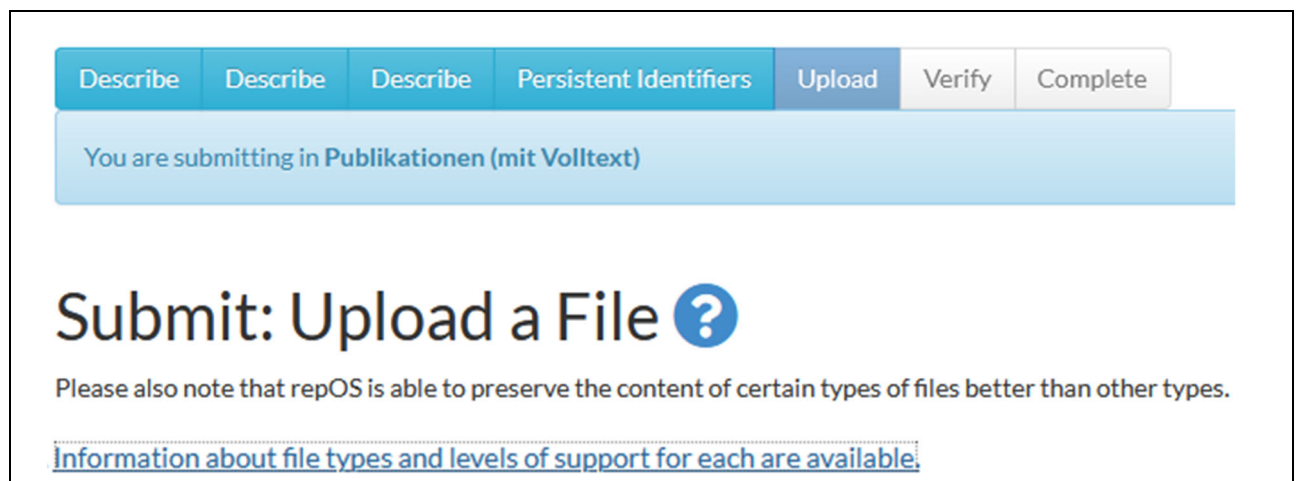 Describe Describe Describe Persistent Identifiers Upload Verify Complete
You are submitting in Publikationen (mit Volltext)
Submit: Upload a File ?
Please also note that repOS is able to preserve the content of certain types of files better than other types.
Information about file types and levels of support for each are available.